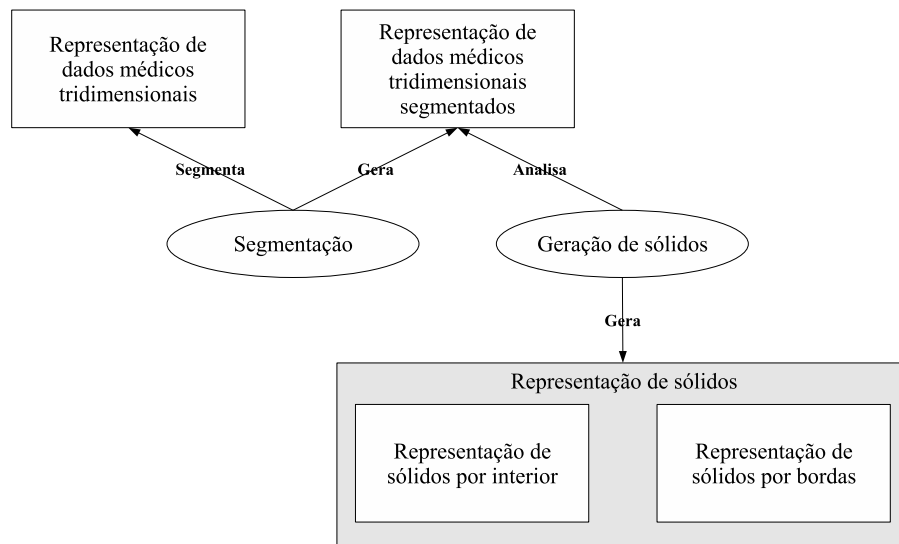 Representação de
dados médicos
tridimensionais
Representação de
dados médicos
tridimensionais
segmentados
Segmenta
Gera
Analisa
Segmentação
Geração de sólidos
Gera
Representação de sólidos
Representação de
sólidos por interior
Representação de
sólidos por bordas